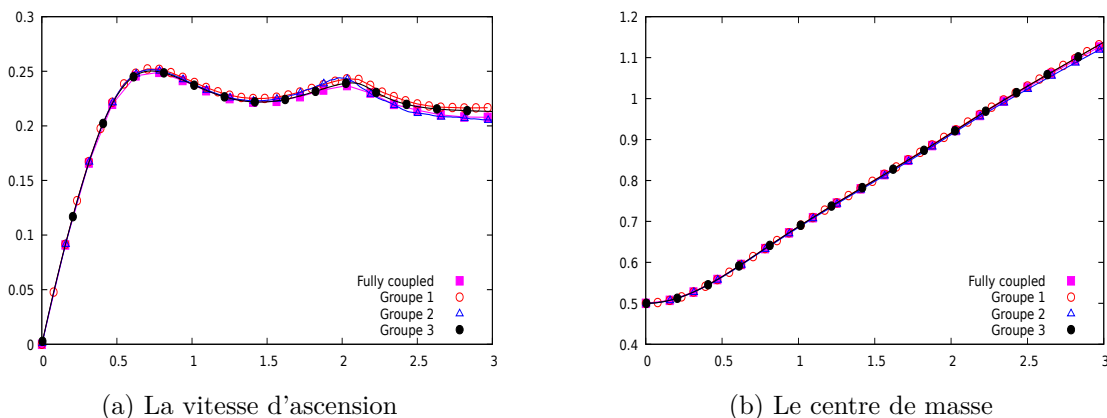 0.3
0.25
0.2
0.15
0.1
0.05
0
0 0.5 1 1.5 2 2.5 3
Fully coupled
Groupe 1
Groupe 2
Groupe 3
(a) La vitesse d'ascension
1.2
1.1
1
0.9
0.8
0.7
0.6
0.5
0.4
0 0.5 1 1.5 2 2.5 3
Fully coupled
Groupe 1
Groupe 2
Groupe 3
(b) Le centre de masse